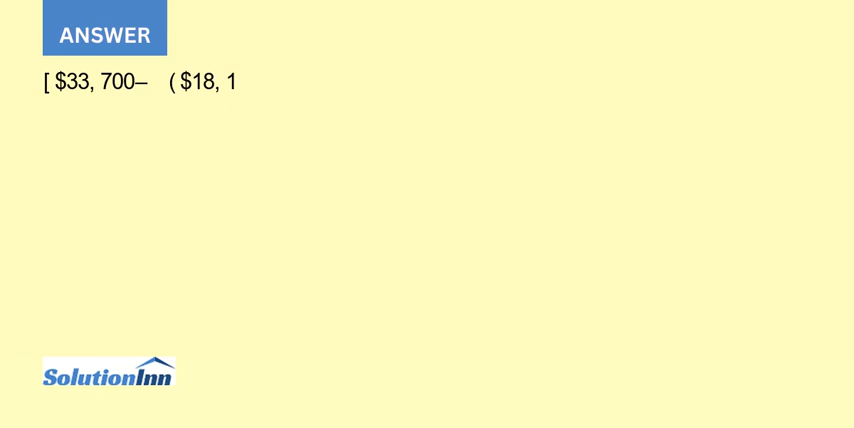 ANSWER
[ $33, 700– ( $18, 1
SolutionInn